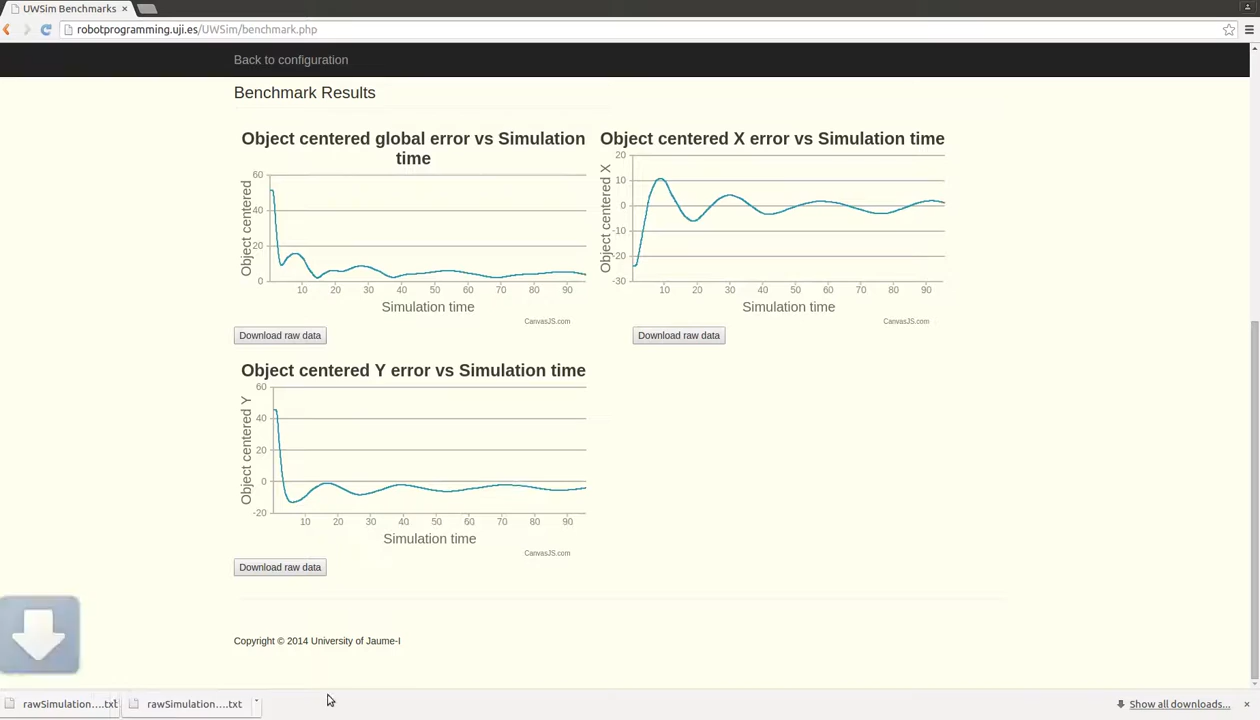 UWSim Benchmarks
robotprogramming.uji.es/UWSim/benchmark.php
Back to configuration
Benchmark Results
Object centered global error vs Simulation
time
60
40
20
0
Object centered
10 20 30 40 50 60 70 80 90
Simulation time
CanvasJS.com
Download raw data
Object centered X error vs Simulation time
20
10
0
-10
-20
-30
Object centered X
10 20 30 40 50 60 70 80 90
Simulation time
CanvasJS.com
Download raw data
Object centered Y error vs Simulation time
60
40
20
0
-20
Object centered Y
10 20 30 40 50 60 70 80 90
Simulation time
CanvasJS.com
Download raw data
Copyright © 2014 University of Jaume-I
rawSimulation....txt
rawSimulation....txt
Show all downloads...